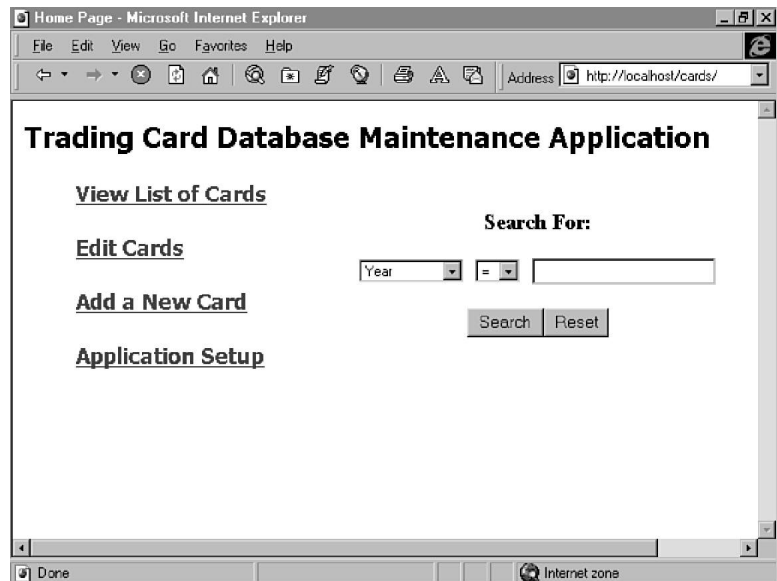 Home Page - Microsoft Internet Explorer
File Edit View Go Favorites Help
Address http://localhost/cards/
Trading Card Database Maintenance Application
View List of Cards
Search For:
Edit Cards
Year =
Add a New Card
Search Reset
Application Setup
Done Internet zone